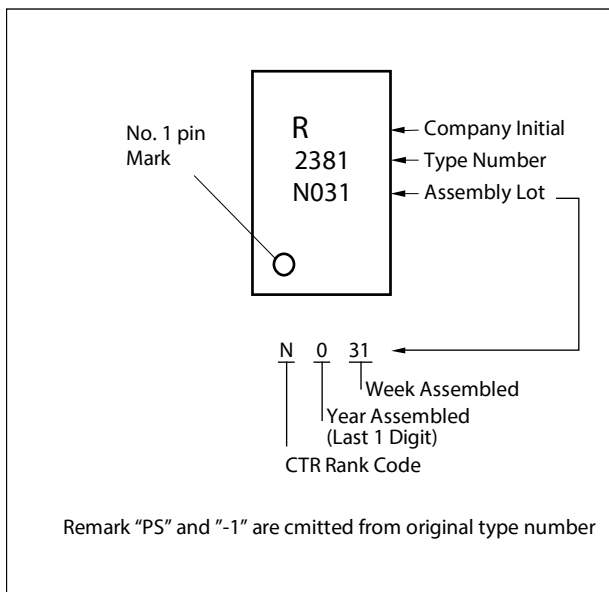 R
2381
N031
No. 1 pin
Mark
Company Initial
Type Number
Assembly Lot
N 0 31
Week Assembled
Year Assembled
(Last 1 Digit)
CTR Rank Code
Remark “PS” and ”-1” are cmitted from original type number